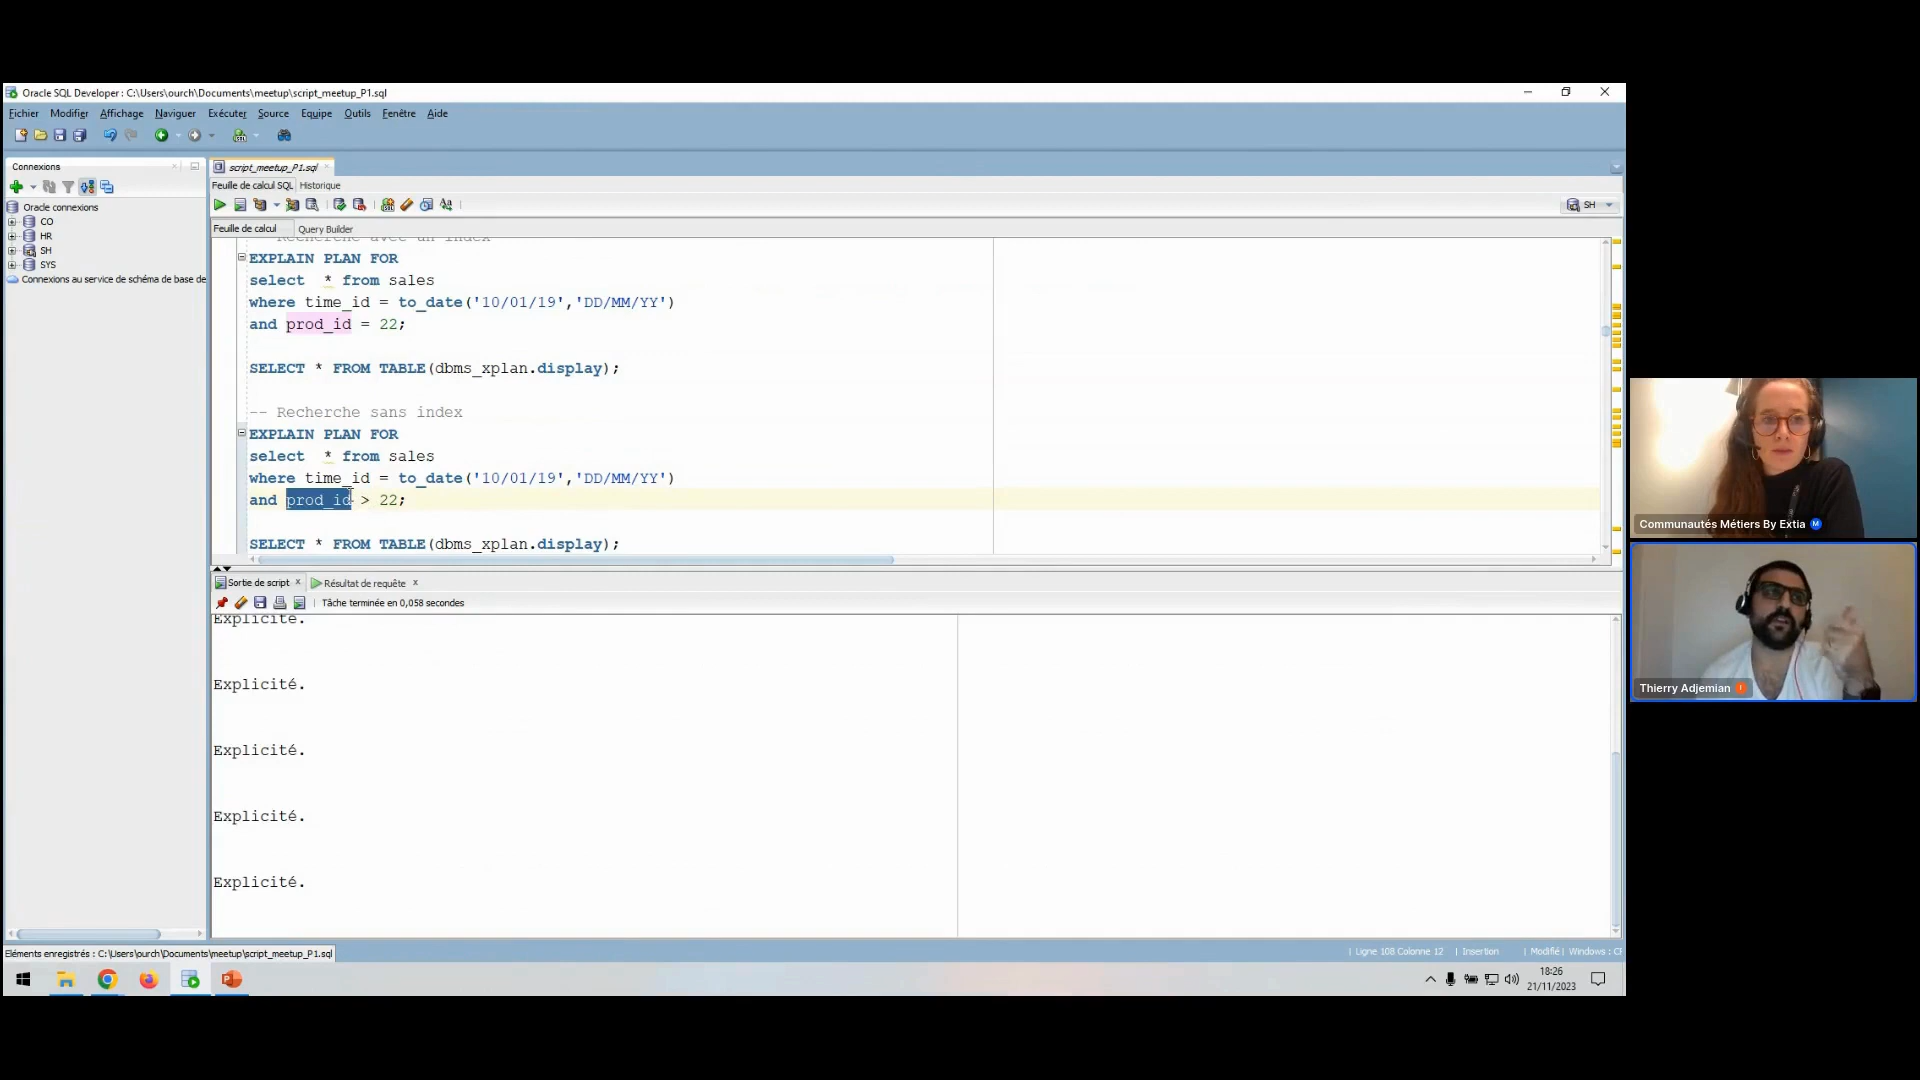 Oracle SQL Developer : C:\Users\ourch\Documents\meetup\script_meetup_P1.sql
Fichier Modifier Affichage Naviguer Exécuter Source Equipe Outils Fenêtre Aide
Connexions
Oracle connexions
CO
HR
SH
SYS
Connexions au service de schéma de base de
script_meetup_P1.sql
Feuille de calcul SQL Historique
SH
Feuille de calcul Query Builder
Recherche avec un index
EXPLAIN PLAN FOR
select * from sales
where time_id = to_date('10/01/19','DD/MM/YY')
and prod_id = 22;
SELECT * FROM TABLE(dbms_xplan.display);
-- Recherche sans index
EXPLAIN PLAN FOR
select * from sales
where time_id = to_date('10/01/19','DD/MM/YY')
and prod_id > 22;
SELECT * FROM TABLE(dbms_xplan.display);
Sortie de script Résultat de requête
Tâche terminée en 0,058 secondes
Explicité.
Explicité.
Explicité.
Explicité.
Explicité.
Eléments enregistrés : C:\Users\ourch\Documents\meetup\script_meetup_P1.sql
Ligne 108 Colonne 12 Insertion Modifié Windows :
18:26
21/11/2023
Communautés Métiers By Extia
Thierry Adjemian